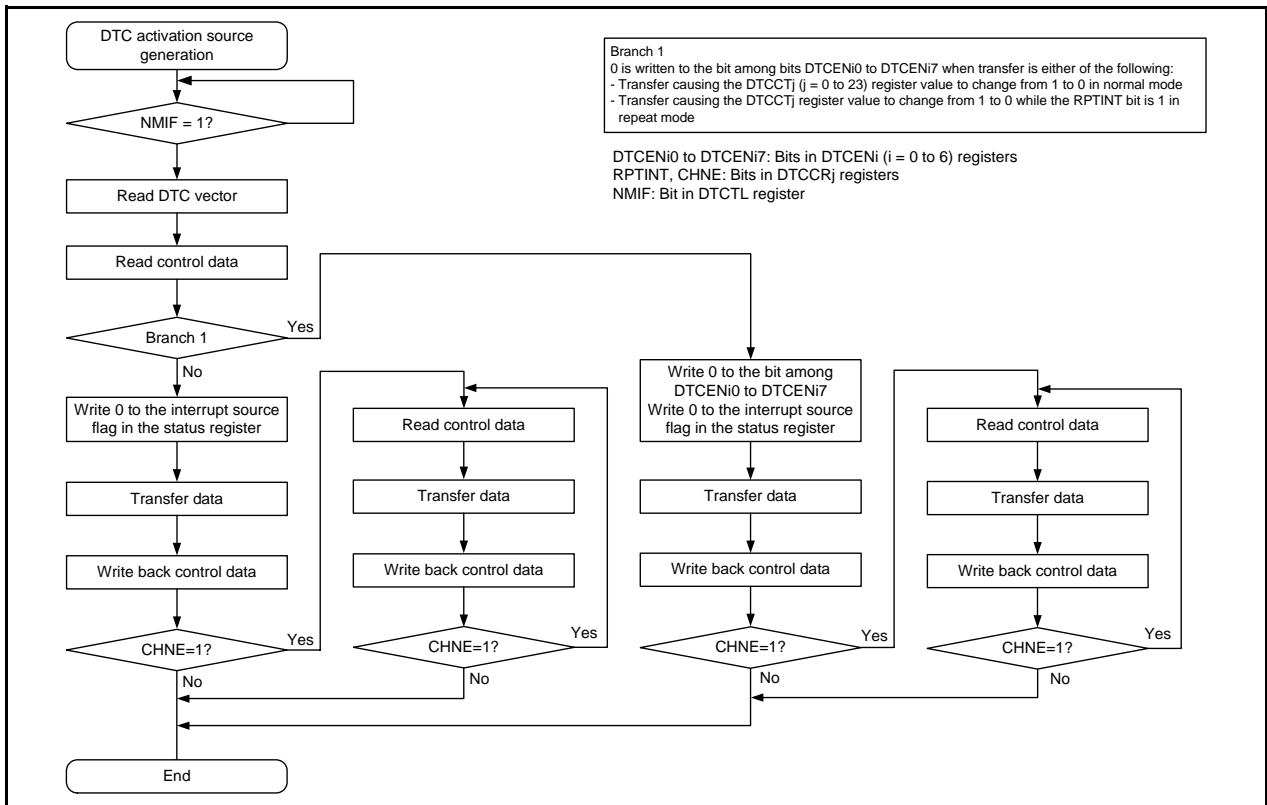 DTC activation source
generation
NMIF = 1?
Read DTC vector
Read control data
Branch 1
Yes
No
Write 0 to the interrupt source
flag in the status register
Transfer data
Write back control data
CHNE=1?
Yes
No
Read control data
Transfer data
Write back control data
CHNE=1?
Yes
No
End
Branch 1
0 is written to the bit among bits DTCENi0 to DTCENi7 when transfer is either of the following:
- Transfer causing the DTCCTj (j = 0 to 23) register value to change from 1 to 0 in normal mode
- Transfer causing the DTCCTj register value to change from 1 to 0 while the RPTINT bit is 1 in
repeat mode
DTCENi0 to DTCENi7: Bits in DTCENi (i = 0 to 6) registers
RPTINT, CHNE: Bits in DTCCRj registers
NMIF: Bit in DTCTL register
Write 0 to the bit among
DTCENi0 to DTCENi7
Write 0 to the interrupt source
flag in the status register
Transfer data
Write back control data
CHNE=1?
Yes
No
Read control data
Transfer data
Write back control data
CHNE=1?
Yes
No